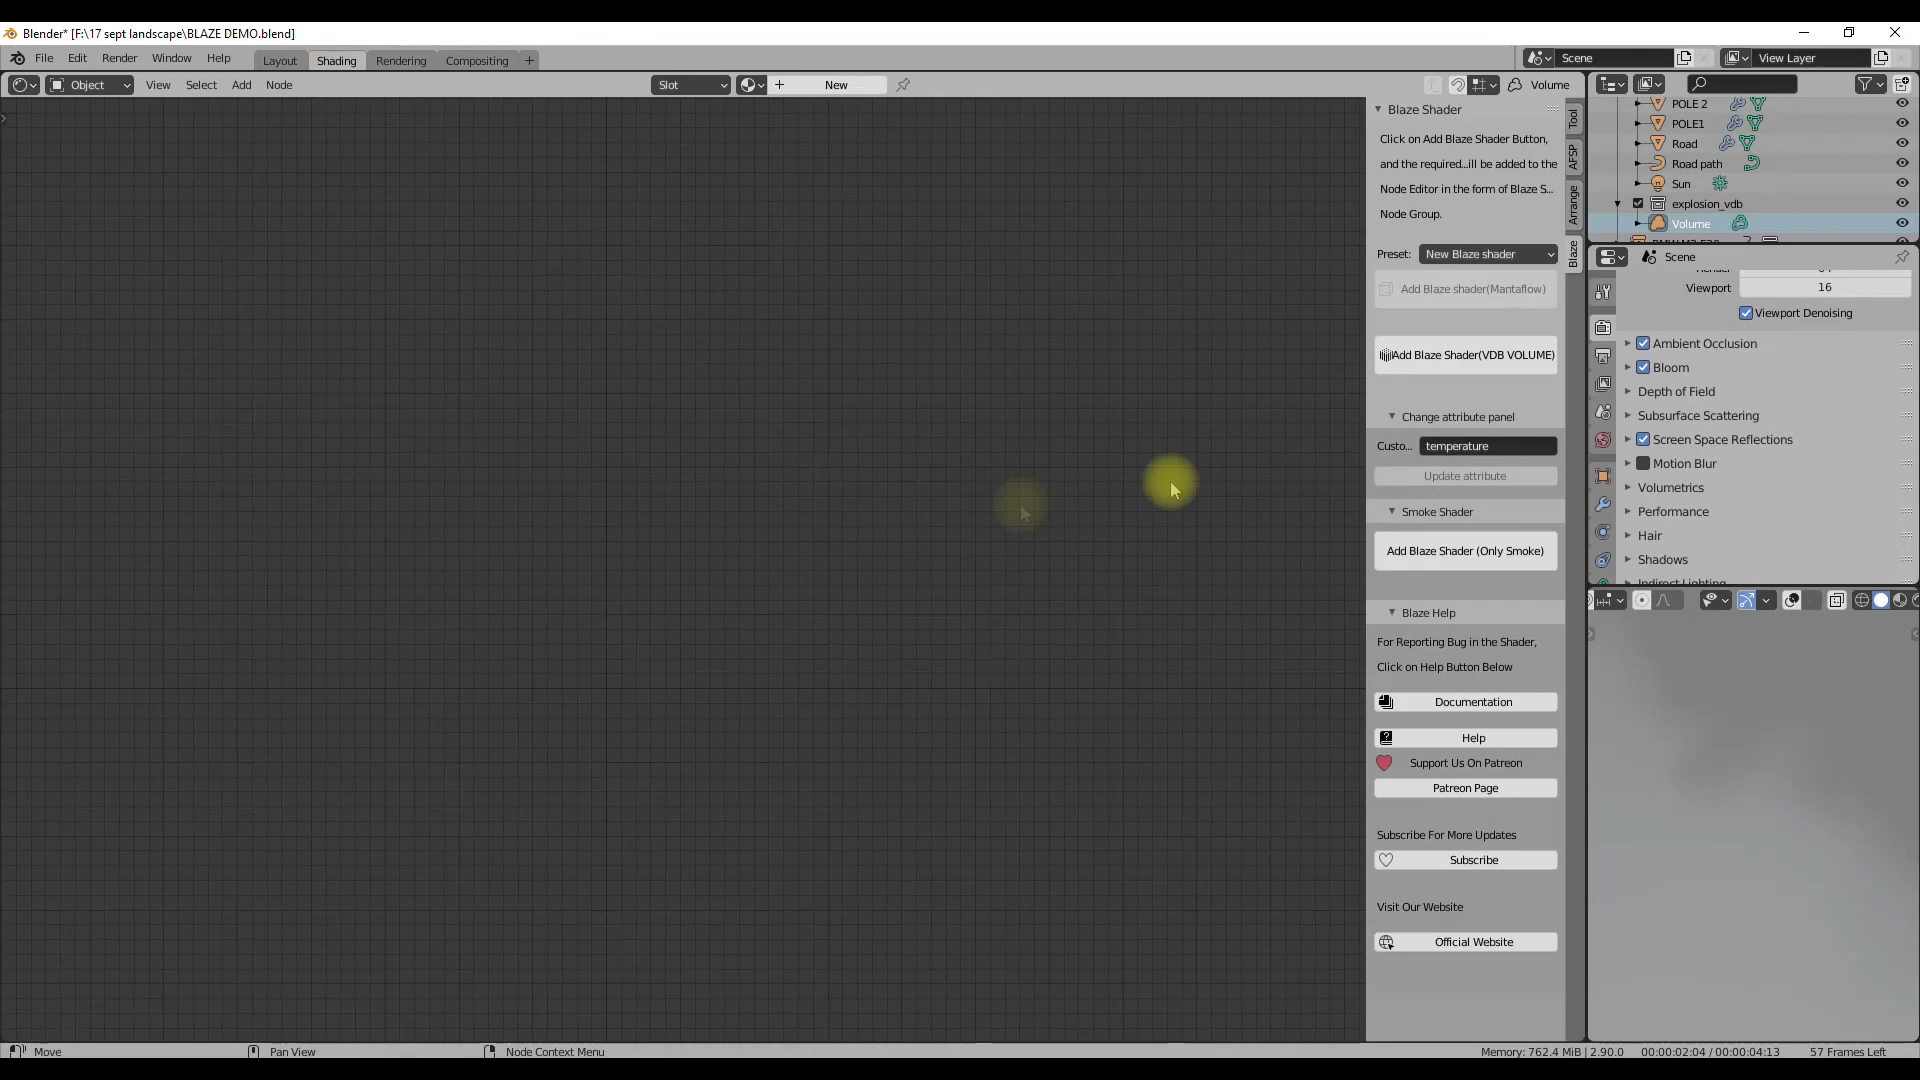 Blender* [F:\17 sept landscape\BLAZE DEMO.blend]
File Edit Render Window Help Layout Shading Rendering Compositing + Scene View Layer
Object View Select Add Node Slot + New Volume
Blaze Shader
Click on Add Blaze Shader Button,
and the required...ill be added to the
Node Editor in the form of Blaze S...
Node Group.
Preset: New Blaze shader
Add Blaze shader(Mantaflow)
Add Blaze Shader(VDB VOLUME)
Change attribute panel
Custo... temperature
Update attribute
Smoke Shader
Add Blaze Shader (Only Smoke)
Blaze Help
For Reporting Bug in the Shader,
Click on Help Button Below
Documentation
Help
Support Us On Patreon
Patreon Page
Subscribe For More Updates
Subscribe
Visit Our Website
Official Website
Tool
AFSP
Arrange
Blaze
POLE 2
POLE1
Road
Road path
Sun
explosion_vdb
Volume
Scene
Viewport 16
Viewport Denoising
Ambient Occlusion
Bloom
Depth of Field
Subsurface Scattering
Screen Space Reflections
Motion Blur
Volumetrics
Performance
Hair
Shadows
Indirect Lighting
Move Pan View Node Context Menu Memory: 762.4 MiB | 2.90.0 00:00:02:04 / 00:00:04:13 57 Frames Left